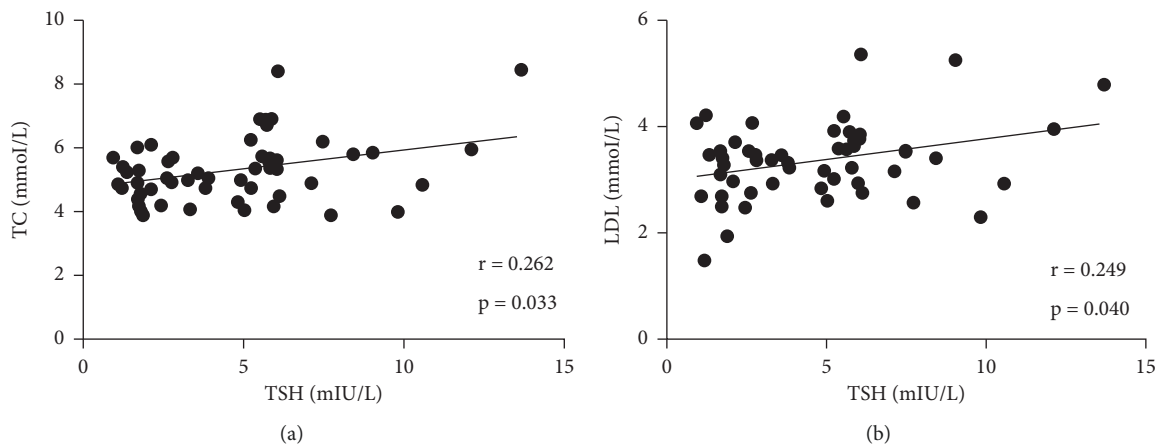 10
8
6
4
2
0
TC (mmol/L)
0 5 10 15
TSH (mIU/L)
r = 0.262
p = 0.033
(a)
6
4
2
0
LDL (mmol/L)
0 5 10 15
TSH (mIU/L)
r = 0.249
p = 0.040
(b)